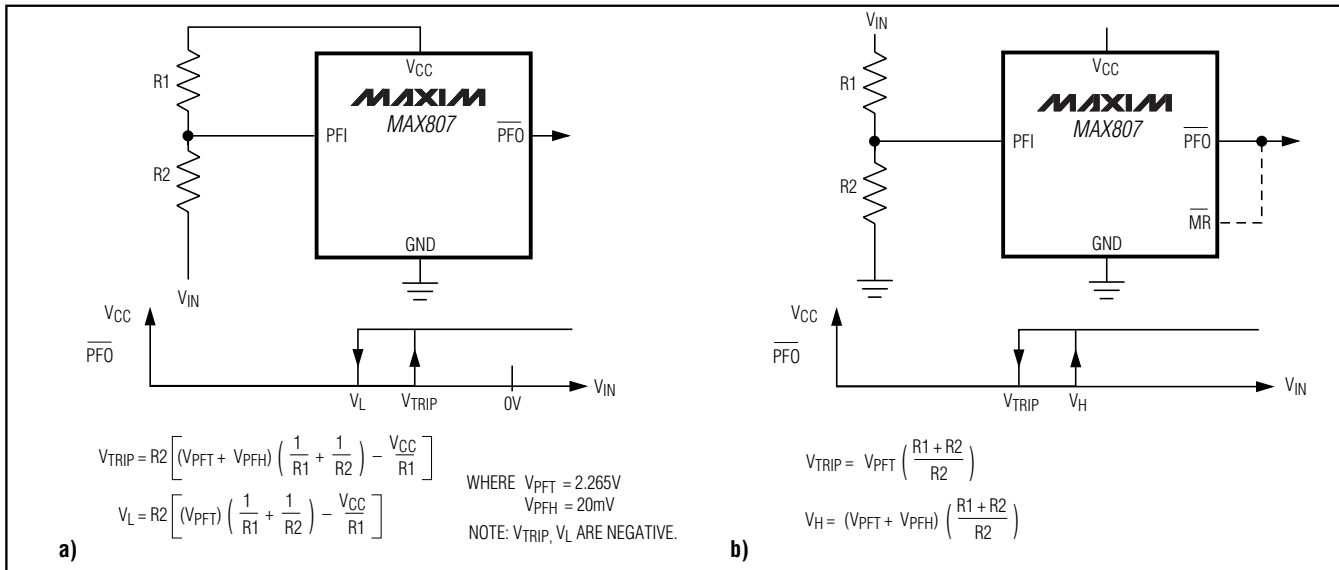 VCC
R1
MAXIM
MAX807
PFI
PFO
R2
GND
VIN
VCC
PFO
VL
VTRIP
0V
VIN
VTRIP = R2 [(VPFT + VPFH) (1/R1 + 1/R2) – VCC/R1]
VL = R2 [(VPFT) (1/R1 + 1/R2) – VCC/R1]
WHERE VPFT = 2.265V
VPFH = 20mV
NOTE: VTRIP, VL ARE NEGATIVE.
a)
VIN
R1
VCC
MAXIM
MAX807
PFI
PFO
R2
MR
GND
VCC
PFO
VTRIP
VH
VIN
VTRIP = VPFT (R1 + R2/R2)
VH = (VPFT + VPFH) (R1 + R2/R2)
b)